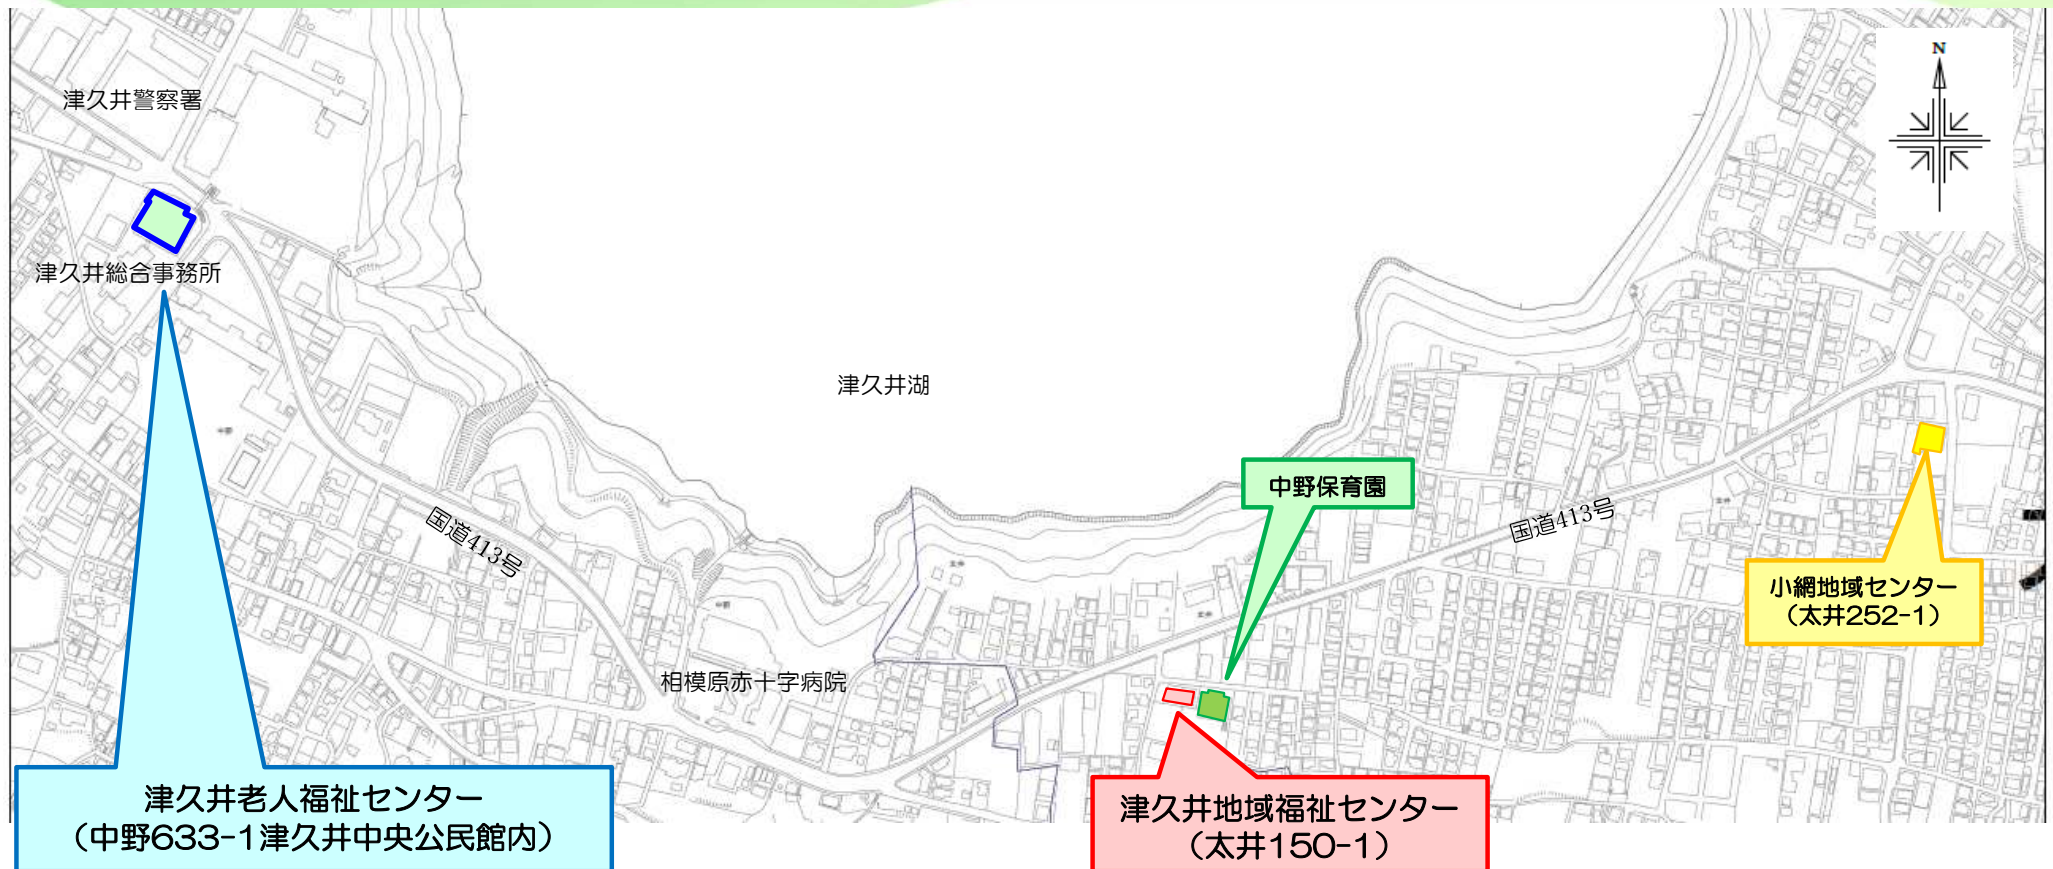 N
津久井警察署
津久井総合事務所
津久井湖
中野保育園
国道413号
国道413号
小網地域センター
（太井252-1）
相模原赤十字病院
津久井老人福祉センター
（中野633-1津久井中央公民館内）
津久井地域福祉センター
（太井150-1）